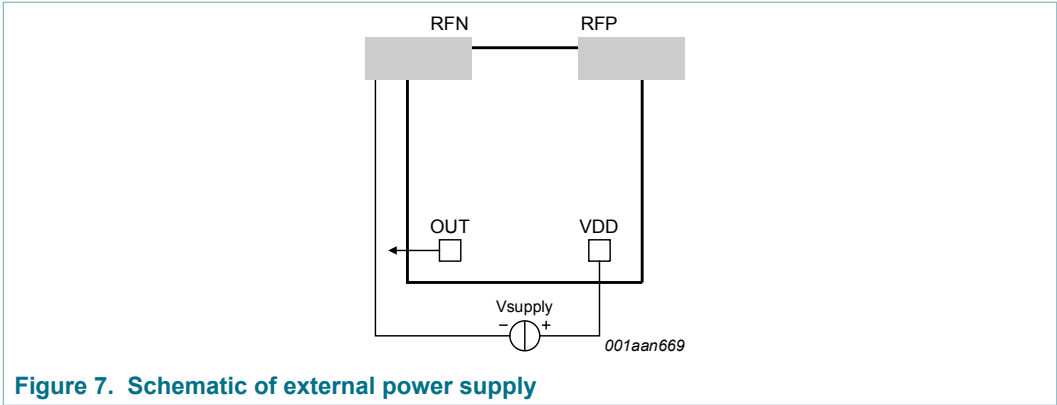 RFN RFP
OUT VDD
Vsupply
− +
001aan669
Figure 7. Schematic of external power supply